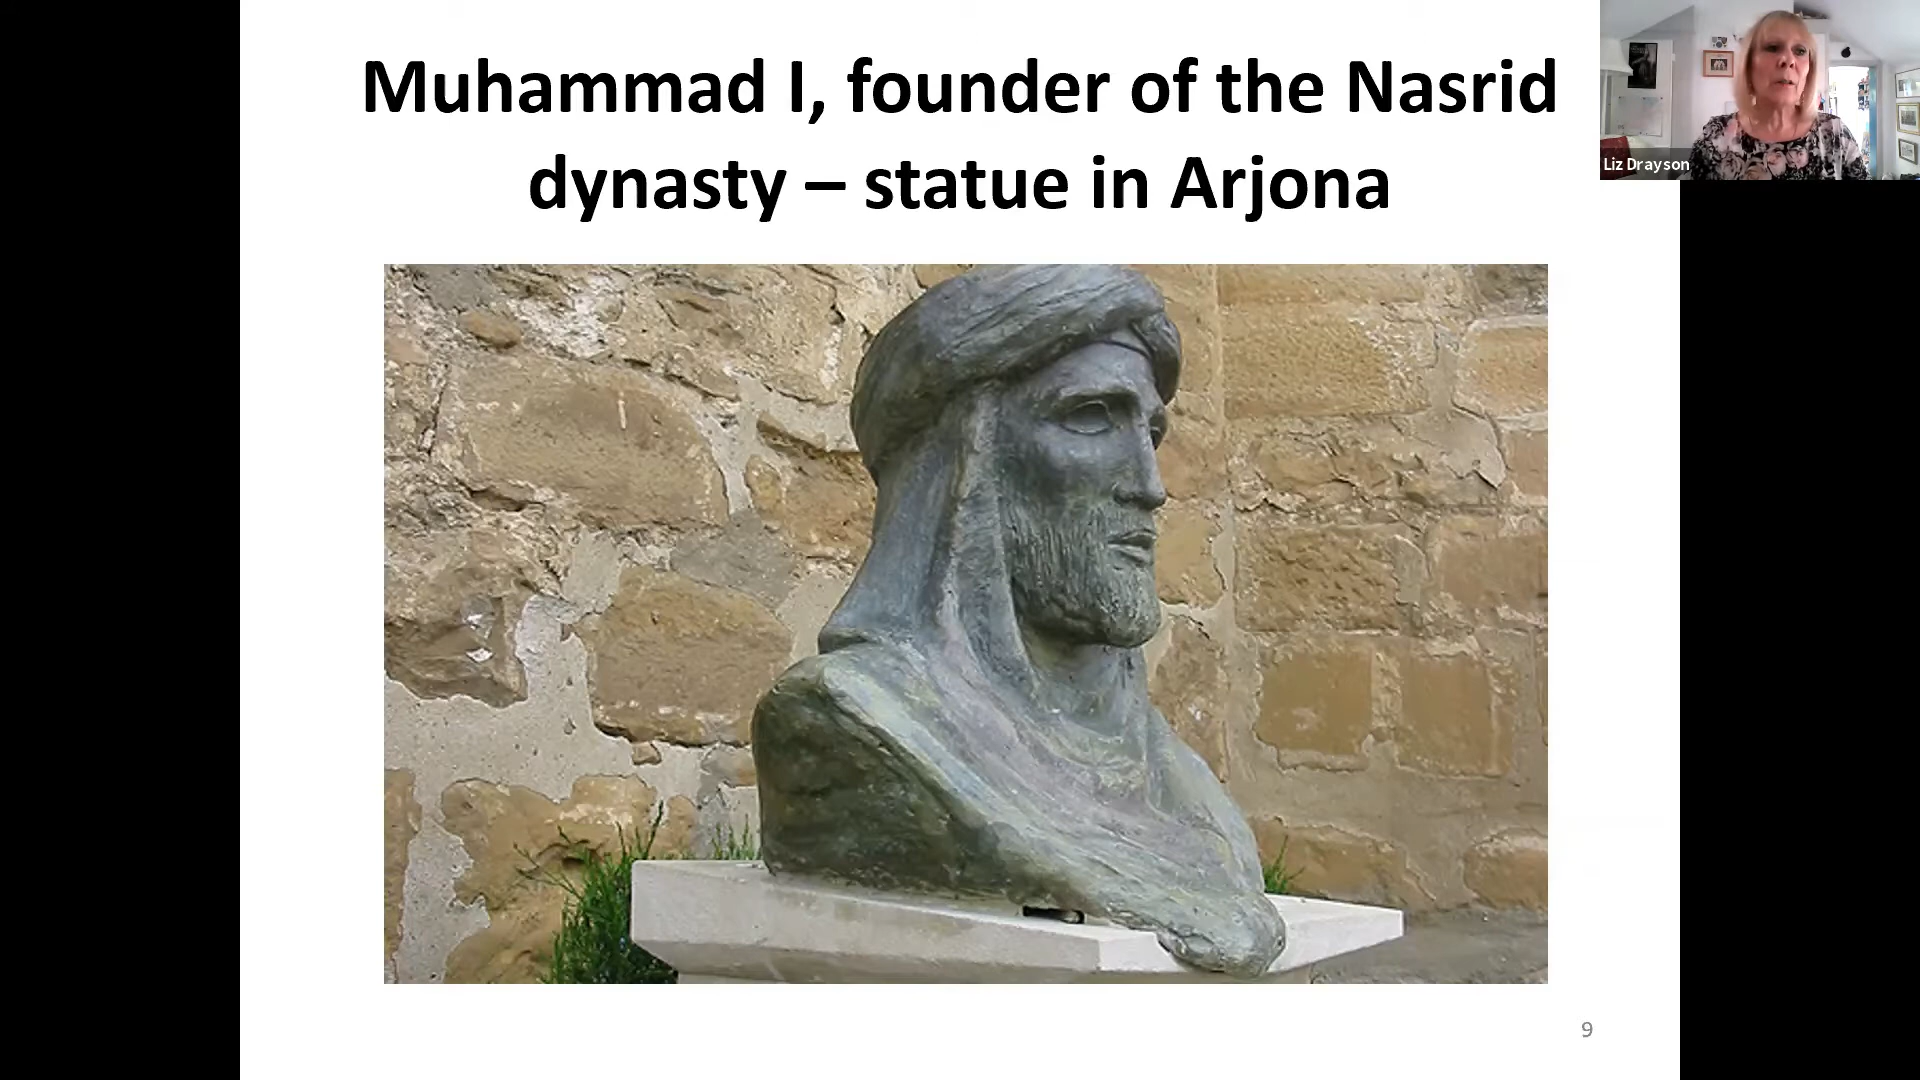 Muhammad I, founder of the Nasrid
dynasty – statue in Arjona
Liz Drayson
9